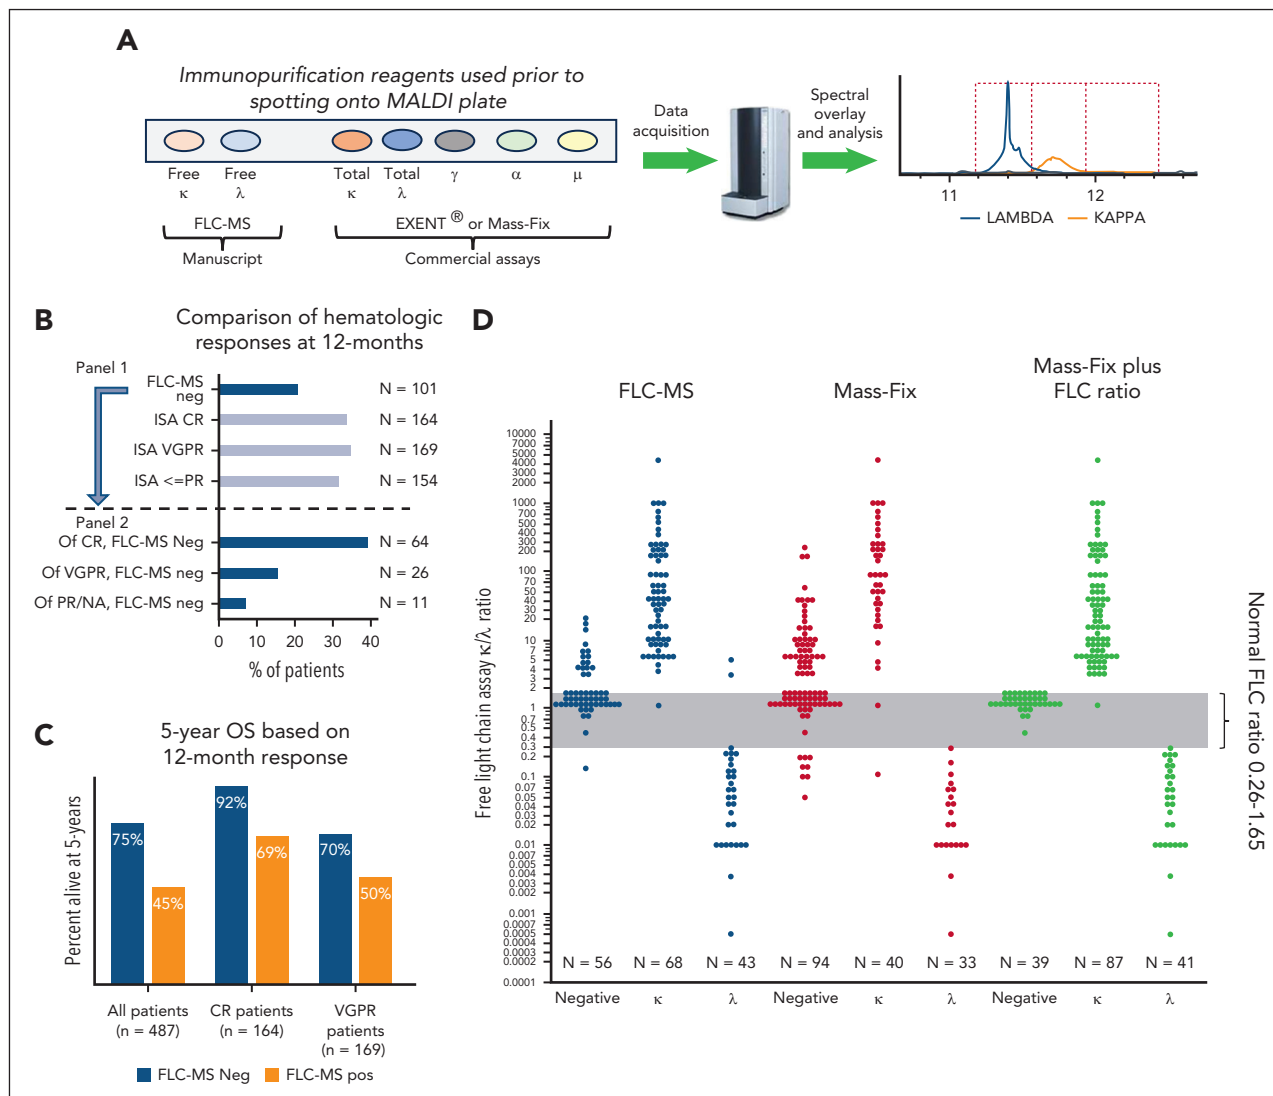 A
Immunopurification reagents used prior to
spotting onto MALDI plate
Free
κ
Free
λ
Total
κ
Total
λ
γ
α
μ
FLC-MS
EXENT ® or Mass-Fix
Manuscript
Commercial assays
Data
acquisition
Spectral
overlay
and analysis
11
12
LAMBDA
KAPPA
B
Comparison of hematologic
responses at 12-months
Panel 1
FLC-MS
neg
N = 101
ISA CR
N = 164
ISA VGPR
N = 169
ISA <=PR
N = 154
Panel 2
Of CR, FLC-MS Neg
N = 64
Of VGPR, FLC-MS neg
N = 26
Of PR/NA, FLC-MS neg
N = 11
0 10 20 30 40
% of patients
C
5-year OS based on
12-month response
Percent alive at 5-years
75%
45%
92%
69%
70%
50%
All patients
(n = 487)
CR patients
(n = 164)
VGPR
patients
(n = 169)
FLC-MS Neg
FLC-MS pos
D
FLC-MS
Mass-Fix
Mass-Fix plus
FLC ratio
Free light chain assay κ/λ ratio
10000
7000
5000
4000
3000
2000
1000
700
500
400
300
200
100
70
50
40
30
20
10
7
5
4
3
2
1
0.7
0.5
0.4
0.3
0.2
0.1
0.07
0.05
0.04
0.03
0.02
0.01
0.007
0.005
0.004
0.003
0.002
0.001
0.0007
0.0005
0.0004
0.0003
0.0002
0.0001
N = 56
N = 68
N = 43
N = 94
N = 40
N = 33
N = 39
N = 87
N = 41
Negative
κ
λ
Negative
κ
λ
Negative
κ
λ
Normal FLC ratio 0.26-1.65